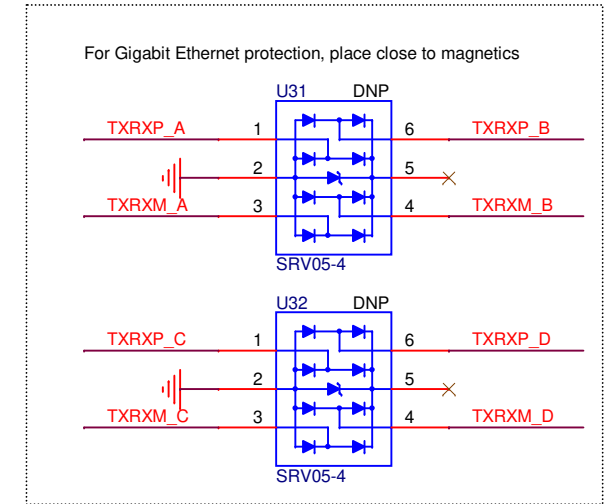 For Gigabit Ethernet protection, place close to magnetics
U31 DNP
TXRXP_A 1 6 TXRXP_B
2 5
TXRXM_A 3 4 TXRXM_B
SRV05-4
U32 DNP
TXRXP_C 1 6 TXRXP_D
2 5
TXRXM_C 3 4 TXRXM_D
SRV05-4